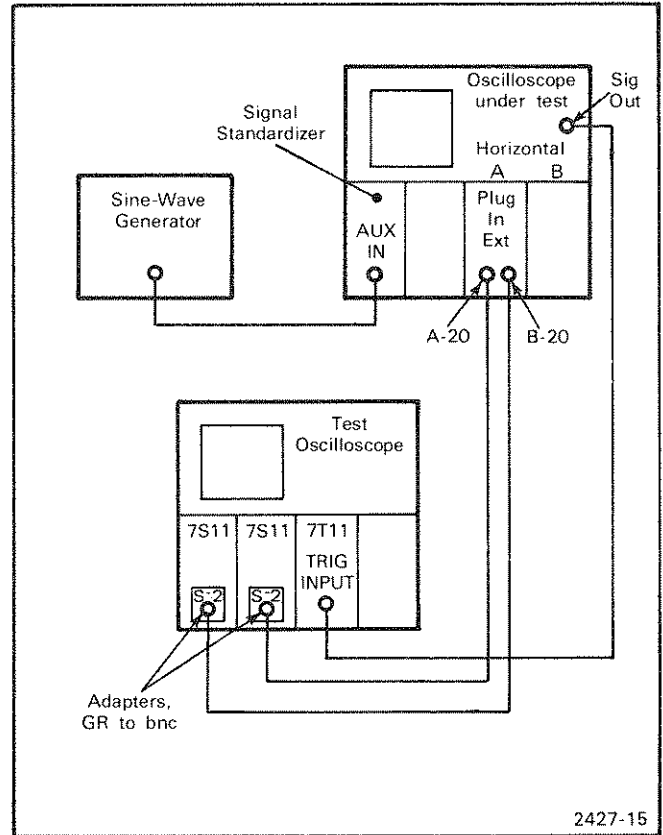 Oscilloscope
under test
Sig
Out
Signal
Standardizer
Horizontal
A B
Sine-Wave
Generator
AUX
IN
Plug
In
Ext
A-20
B-20
Test
Oscilloscope
7S11 7S11 7T11
TRIG
INPUT
S-2 S-2
Adapters,
GR to bnc
2427-15